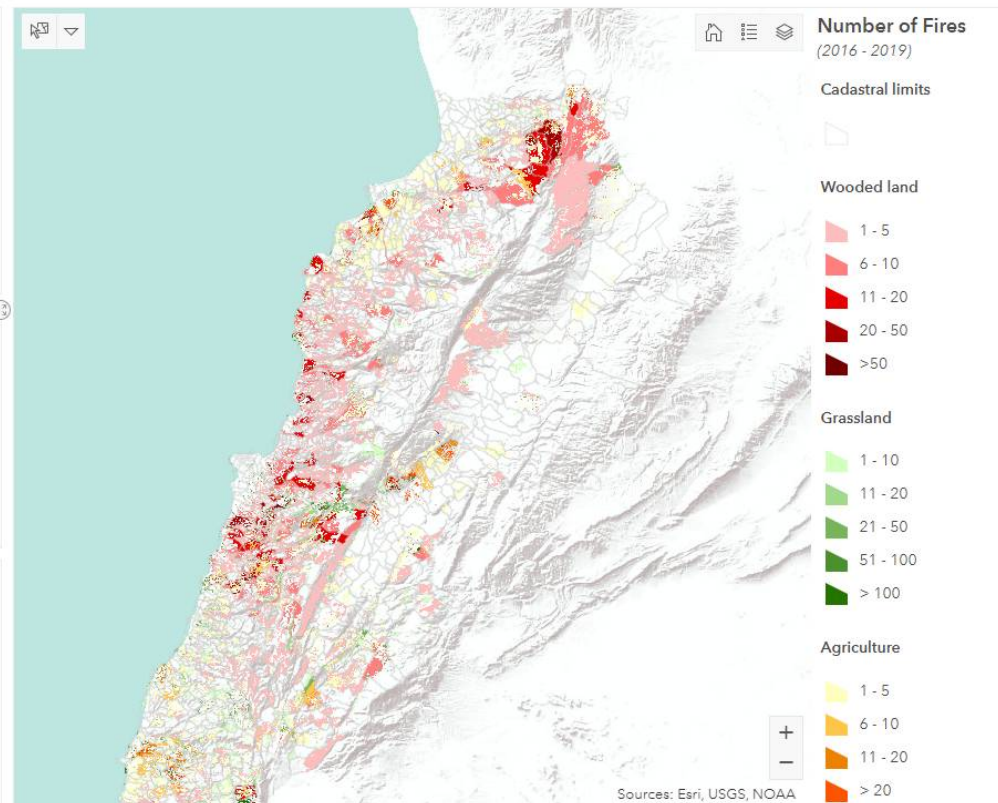 Number of Fires
(2016 - 2019)
Cadastral limits
Wooded land
1 - 5
6 - 10
11 - 20
20 - 50
>50
Grassland
1 - 10
11 - 20
21 - 50
51 - 100
> 100
Agriculture
1 - 5
6 - 10
11 - 20
> 20
Sources: Esri, USGS, NOAA